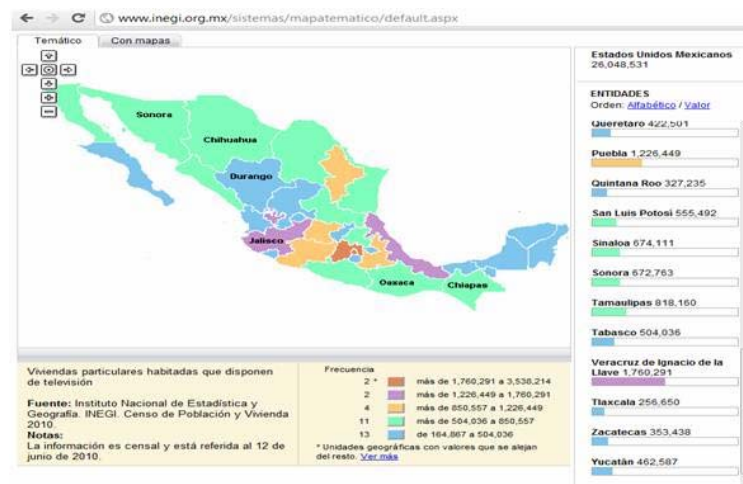 www.inegi.org.mx/sistemas/mapatematico/default.aspx
Temático
Con mapas
Sonora
Chihuahua
Durango
Jalisco
Oaxaca
Chiapas
Viviendas particulares habitadas que disponen
de televisión
Fuente: Instituto Nacional de Estadística y
Geografía. INEGI. Censo de Población y Vivienda
2010.
Notas:
La información es censal y está referida al 12 de
junio de 2010.
Frecuencia
2 * más de 1,760,291 a 3,538,214
2 más de 1,226,449 a 1,760,291
4 más de 850,557 a 1,226,449
11 más de 504,036 a 850,557
13 de 164,867 a 504,036
* Unidades geográficas con valores que se alejan
del resto. Ver más
Estados Unidos Mexicanos
26,048,531
ENTIDADES
Orden: Alfabético / Valor
Querétaro 422,501
Puebla 1,226,449
Quintana Roo 327,235
San Luis Potosí 555,492
Sinaloa 674,111
Sonora 672,763
Tamaulipas 818,160
Tabasco 504,036
Veracruz de Ignacio de la
Llave 1,760,291
Tlaxcala 256,650
Zacatecas 353,438
Yucatán 462,587